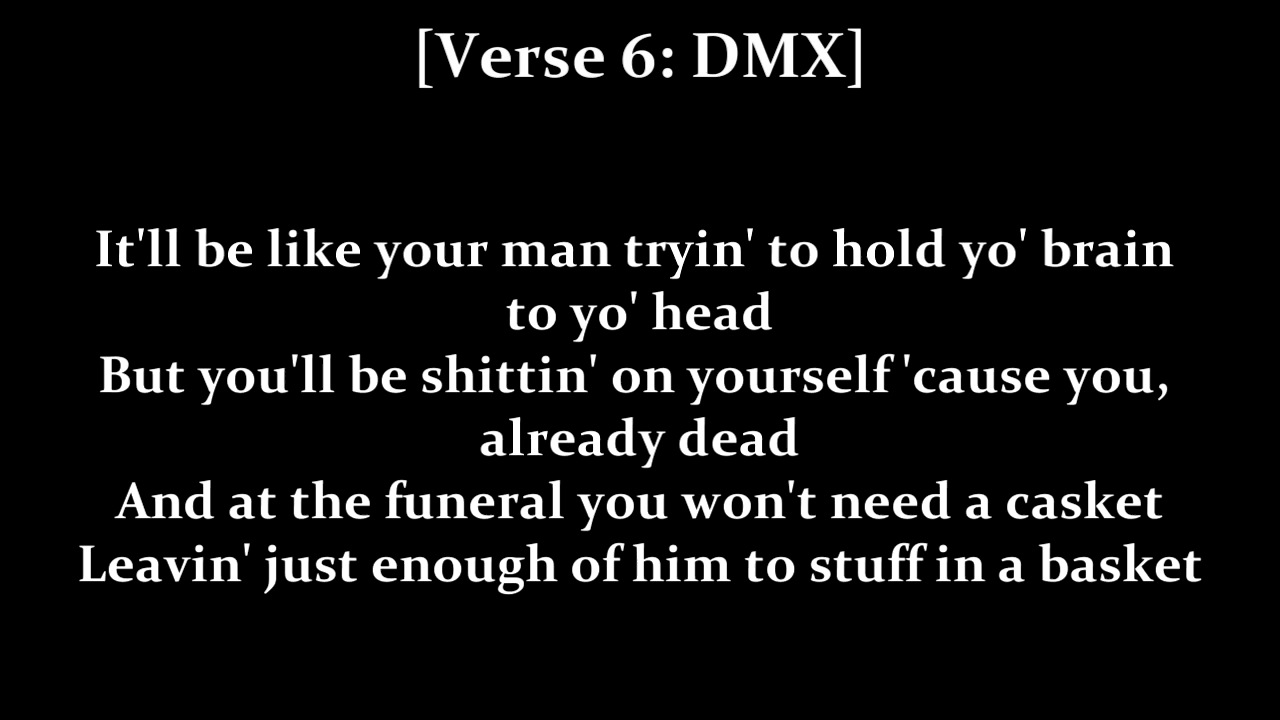 [Verse 6: DMX]
It'll be like your man tryin' to hold yo' brain
to yo' head
But you'll be shittin' on yourself 'cause you,
already dead
And at the funeral you won't need a casket
Leavin' just enough of him to stuff in a basket